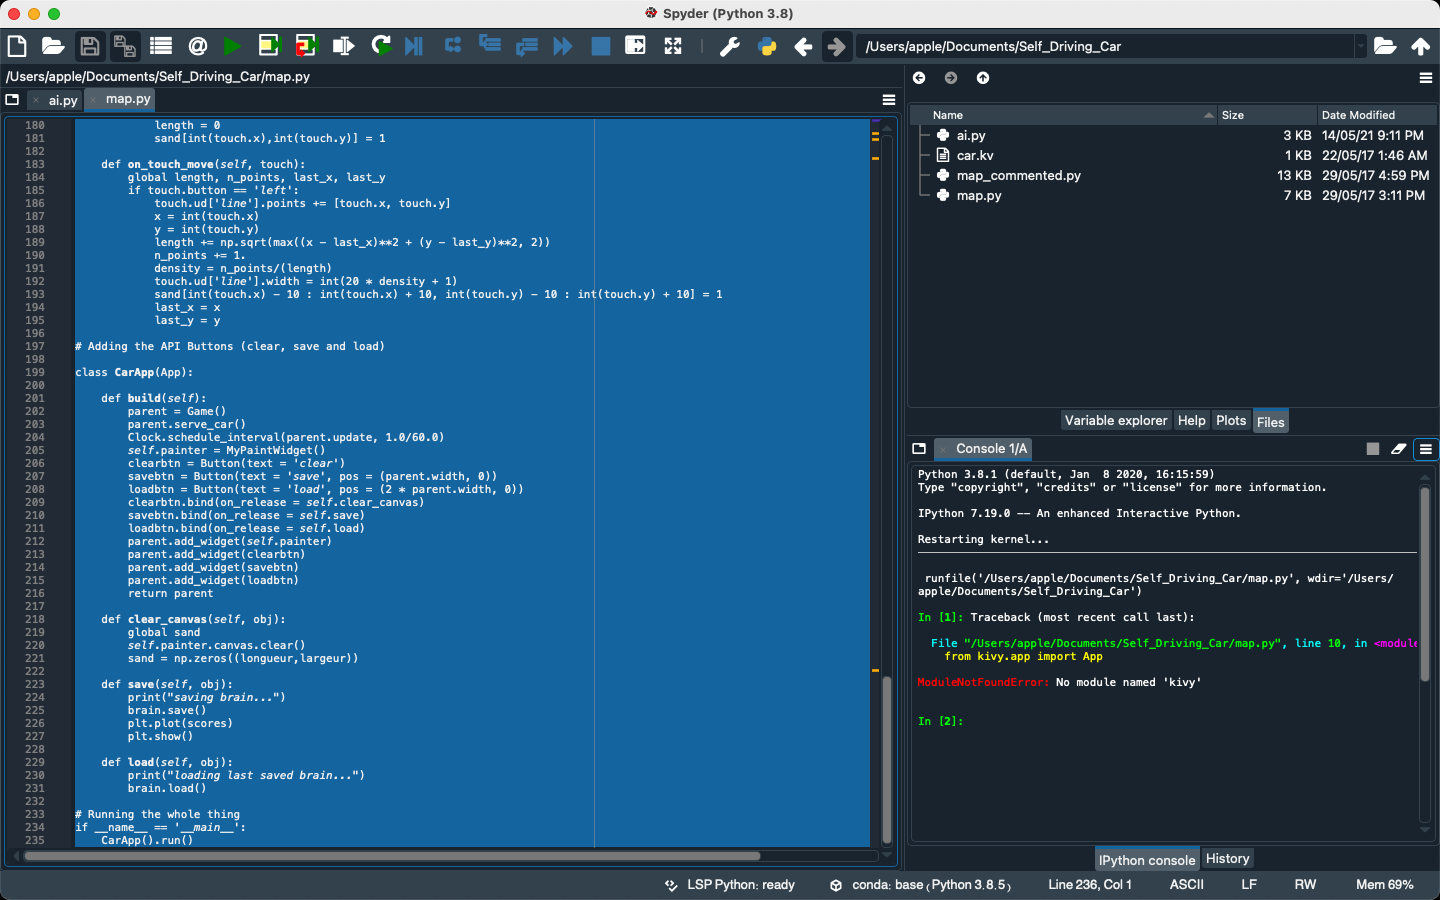 Spyder (Python 3.8)
/Users/apple/Documents/Self_Driving_Car
/Users/apple/Documents/Self_Driving_Car/map.py
ai.py
map.py
180 length = 0
181 sand[int(touch.x),int(touch.y)] = 1
182
183 def on_touch_move(self, touch):
184 global length, n_points, last_x, last_y
185 if touch.button == 'left':
186 touch.ud['line'].points += [touch.x, touch.y]
187 x = int(touch.x)
188 y = int(touch.y)
189 length += np.sqrt(max((x - last_x)**2 + (y - last_y)**2, 2))
190 n_points += 1.
191 density = n_points/(length)
192 touch.ud['line'].width = int(20 * density + 1)
193 sand[int(touch.x) - 10 : int(touch.x) + 10, int(touch.y) - 10 : int(touch.y) + 10] = 1
194 last_x = x
195 last_y = y
196
197 # Adding the API Buttons (clear, save and load)
198
199 class CarApp(App):
200
201 def build(self):
202 parent = Game()
203 parent.serve_car()
204 Clock.schedule_interval(parent.update, 1.0/60.0)
205 self.painter = MyPaintWidget()
206 clearbtn = Button(text = 'clear')
207 savebtn = Button(text = 'save', pos = (parent.width, 0))
208 loadbtn = Button(text = 'load', pos = (2 * parent.width, 0))
209 clearbtn.bind(on_release = self.clear_canvas)
210 savebtn.bind(on_release = self.save)
211 loadbtn.bind(on_release = self.load)
212 parent.add_widget(self.painter)
213 parent.add_widget(clearbtn)
214 parent.add_widget(savebtn)
215 parent.add_widget(loadbtn)
216 return parent
217
218 def clear_canvas(self, obj):
219 global sand
220 self.painter.canvas.clear()
221 sand = np.zeros((longueur,largeur))
222
223 def save(self, obj):
224 print("saving brain...")
225 brain.save()
226 plt.plot(scores)
227 plt.show()
228
229 def load(self, obj):
230 print("loading last saved brain...")
231 brain.load()
232
233 # Running the whole thing
234 if __name__ == '__main__':
235 CarApp().run()
Name Size Date Modified
ai.py 3 KB 14/05/21 9:11 PM
car.kv 1 KB 22/05/17 1:46 AM
map_commented.py 13 KB 29/05/17 4:59 PM
map.py 7 KB 29/05/17 3:11 PM
Variable explorer Help Plots Files
Console 1/A
Python 3.8.1 (default, Jan  8 2020, 16:15:59)
Type "copyright", "credits" or "license" for more information.
IPython 7.19.0 -- An enhanced Interactive Python.
Restarting kernel...
runfile('/Users/apple/Documents/Self_Driving_Car/map.py', wdir='/Users/
apple/Documents/Self_Driving_Car')
In [1]: Traceback (most recent call last):
File "/Users/apple/Documents/Self_Driving_Car/map.py", line 10, in <module
from kivy.app import App
ModuleNotFoundError: No module named 'kivy'
In [2]:
IPython console History
LSP Python: ready conda: base (Python 3.8.5) Line 236, Col 1 ASCII LF RW Mem 69%